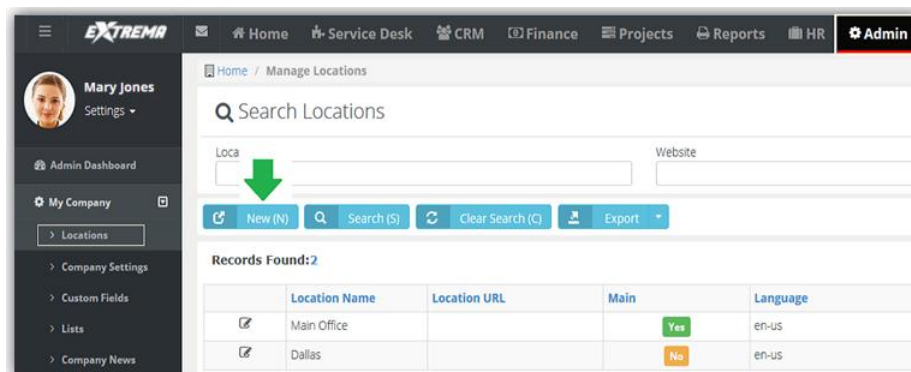 EXTREMA Home Service Desk CRM Finance Projects Reports HR Admin
Mary Jones
Settings
Home / Manage Locations
Search Locations
Loca Website
Admin Dashboard
My Company
New (N) Search (S) Clear Search (C) Export
> Locations
> Company Settings
> Custom Fields
> Lists
> Company News
Records Found:2
Location Name Location URL Main Language
Main Office Yes en-us
Dallas No en-us